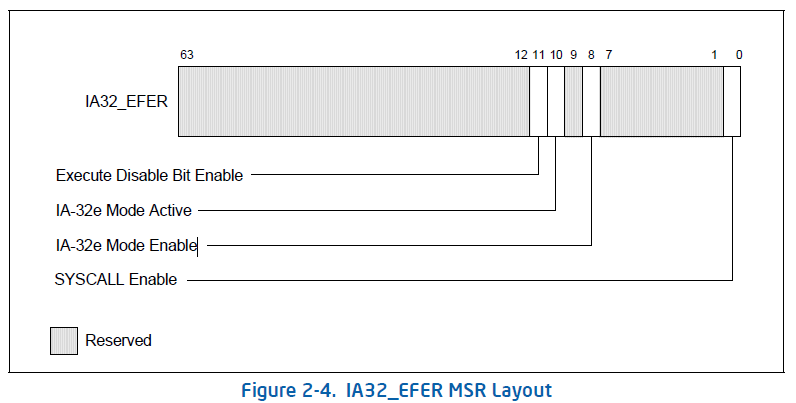 63 12 11 10 9 8 7 1 0
IA32_EFER
Execute Disable Bit Enable
IA-32e Mode Active
IA-32e Mode Enable
SYSCALL Enable
Reserved
Figure 2-4. IA32_EFER MSR Layout